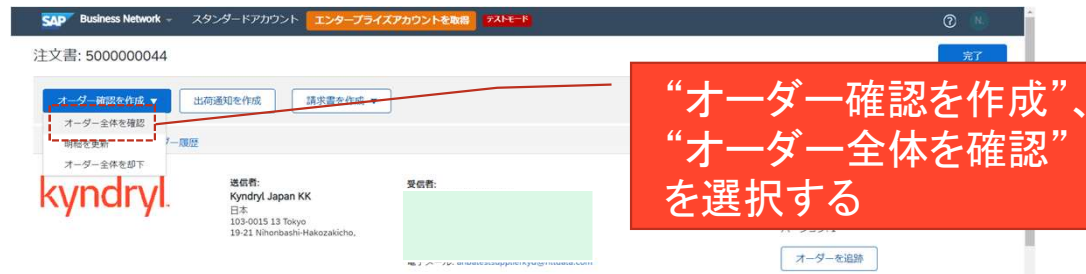 SAP Business Network スタンダードアカウント エンタープライズアカウントを取得 テストモード ? N.
注文書: 5000000044 完了
オーダー確認を作成 ▼ 出荷通知を作成 請求書を作成 ▼
オーダー全体を確認
明細を更新 履歴
オーダー全体を却下
“オーダー確認を作成”、
“オーダー全体を確認”
を選択する
kyndryl.
送信者:
Kyndryl Japan KK
日本
103-0015 13 Tokyo
19-21 Nihonbashi-Hakozakicho,
受信者:
オーダーを追跡